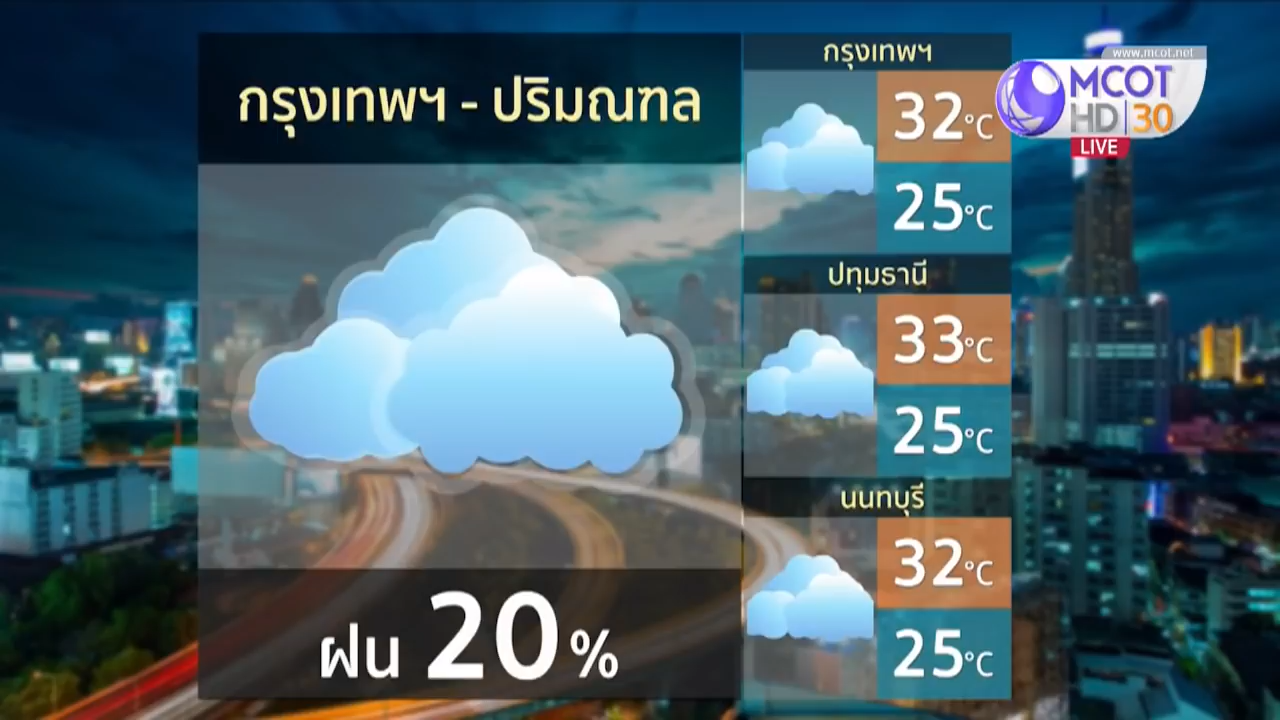 กรุงเทพฯ - ปริมณฑล
ฝน 20%
กรุงเทพฯ
32°C
25°C
ปทุมธานี
33°C
25°C
นนทบุรี
32°C
25°C
www.mcot.net
MCOT
HD|30
LIVE